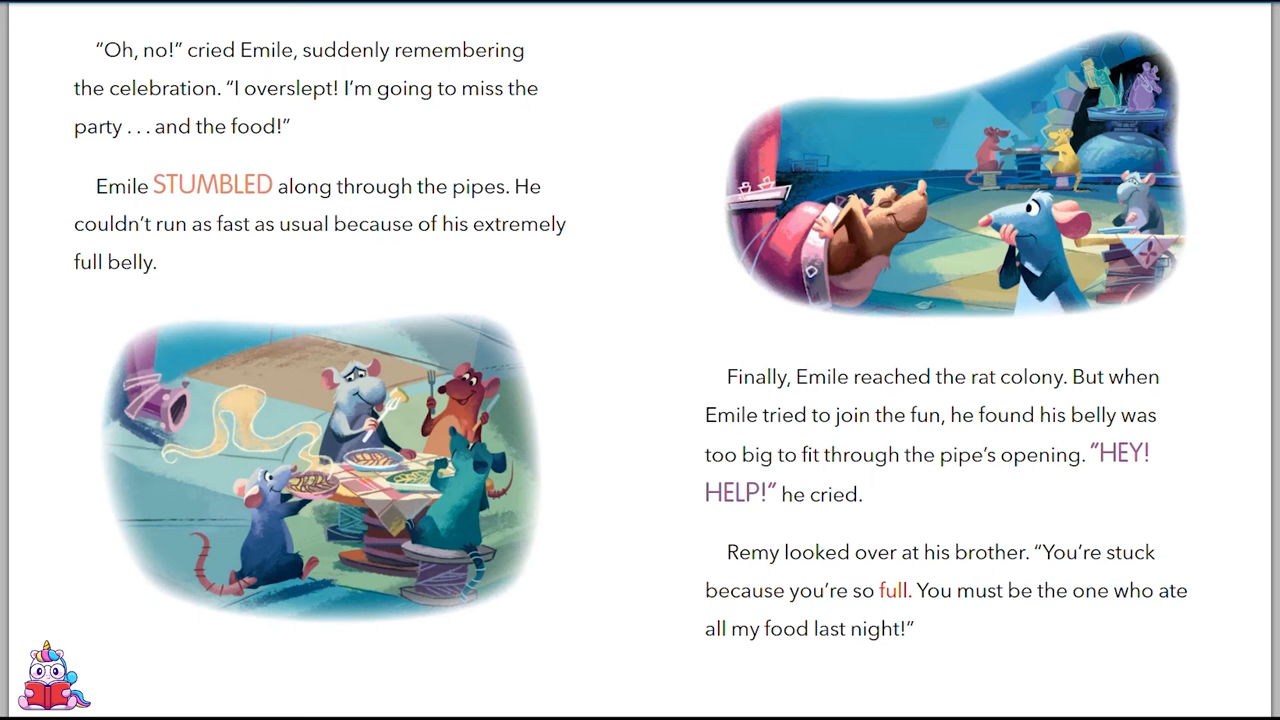 “Oh, no!” cried Emile, suddenly remembering
the celebration. “I overslept! I’m going to miss the
party . . . and the food!”
Emile STUMBLED along through the pipes. He
couldn’t run as fast as usual because of his extremely
full belly.
Finally, Emile reached the rat colony. But when
Emile tried to join the fun, he found his belly was
too big to fit through the pipe’s opening. “HEY!
HELP!” he cried.
Remy looked over at his brother. “You’re stuck
because you’re so full. You must be the one who ate
all my food last night!”